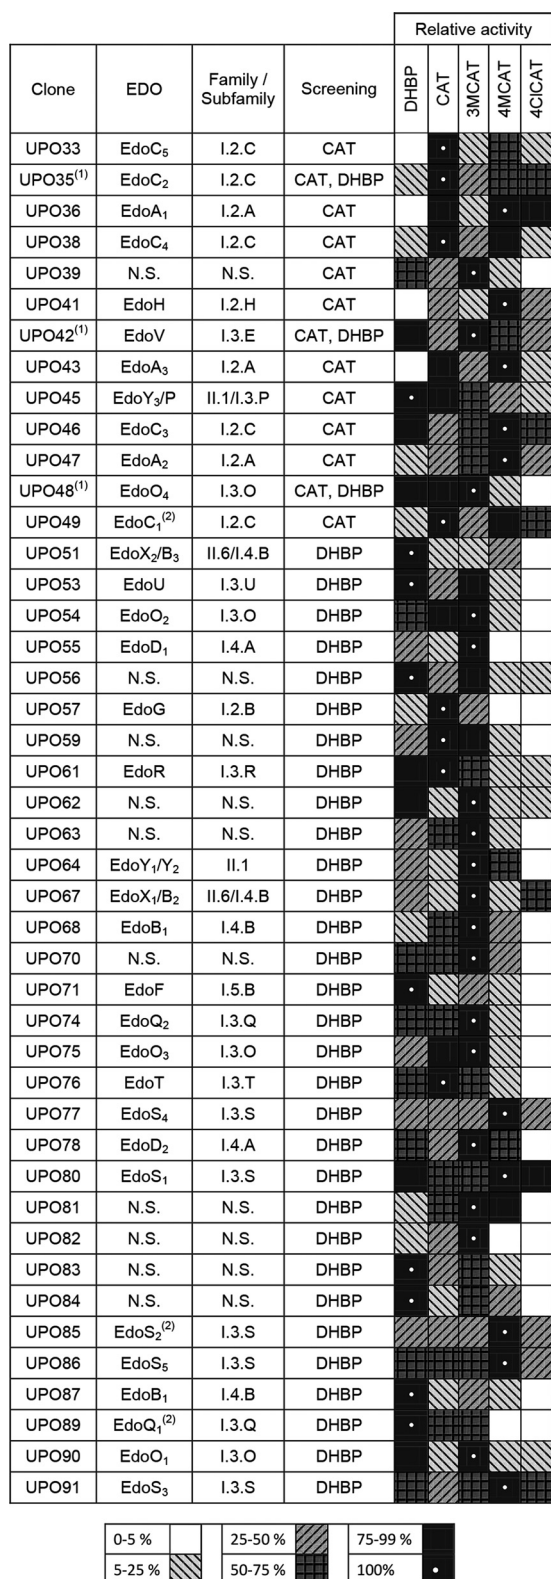 Relative activity
Clone EDO Family / Subfamily Screening DHBP CAT 3MCAT 4MCAT 4ClCAT
UPO33 EdoC₅ I.2.C CAT
UPO35⁽¹⁾ EdoC₂ I.2.C CAT, DHBP
UPO36 EdoA₁ I.2.A CAT
UPO38 EdoC₄ I.2.C CAT
UPO39 N.S. N.S. CAT
UPO41 EdoH I.2.H CAT
UPO42⁽¹⁾ EdoV I.3.E CAT, DHBP
UPO43 EdoA₃ I.2.A CAT
UPO45 EdoY₃/P II.1/I.3.P CAT
UPO46 EdoC₃ I.2.C CAT
UPO47 EdoA₂ I.2.A CAT
UPO48⁽¹⁾ EdoO₄ I.3.O CAT, DHBP
UPO49 EdoC₁⁽²⁾ I.2.C CAT
UPO51 EdoX₂/B₃ II.6/I.4.B DHBP
UPO53 EdoU I.3.U DHBP
UPO54 EdoO₂ I.3.O DHBP
UPO55 EdoD₁ I.4.A DHBP
UPO56 N.S. N.S. DHBP
UPO57 EdoG I.2.B DHBP
UPO59 N.S. N.S. DHBP
UPO61 EdoR I.3.R DHBP
UPO62 N.S. N.S. DHBP
UPO63 N.S. N.S. DHBP
UPO64 EdoY₁/Y₂ II.1 DHBP
UPO67 EdoX₁/B₂ II.6/I.4.B DHBP
UPO68 EdoB₁ I.4.B DHBP
UPO70 N.S. N.S. DHBP
UPO71 EdoF I.5.B DHBP
UPO74 EdoQ₂ I.3.Q DHBP
UPO75 EdoO₃ I.3.O DHBP
UPO76 EdoT I.3.T DHBP
UPO77 EdoS₄ I.3.S DHBP
UPO78 EdoD₂ I.4.A DHBP
UPO80 EdoS₁ I.3.S DHBP
UPO81 N.S. N.S. DHBP
UPO82 N.S. N.S. DHBP
UPO83 N.S. N.S. DHBP
UPO84 N.S. N.S. DHBP
UPO85 EdoS₂⁽²⁾ I.3.S DHBP
UPO86 EdoS₅ I.3.S DHBP
UPO87 EdoB₁ I.4.B DHBP
UPO89 EdoQ₁⁽²⁾ I.3.Q DHBP
UPO90 EdoO₁ I.3.O DHBP
UPO91 EdoS₃ I.3.S DHBP
0-5 % 25-50 % 75-99 %
5-25 % 50-75 % 100%